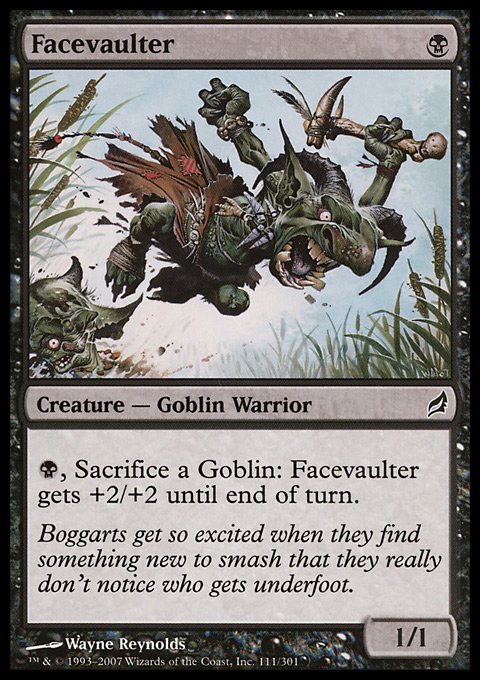 Facevaulter
Creature — Goblin Warrior
, Sacrifice a Goblin: Facevaulter
gets +2/+2 until end of turn.
Boggarts get so excited when they find
something new to smash that they really
don't notice who gets underfoot.
1/1
Wayne Reynolds
™ & © 1993–2007 Wizards of the Coast, Inc. 111/301